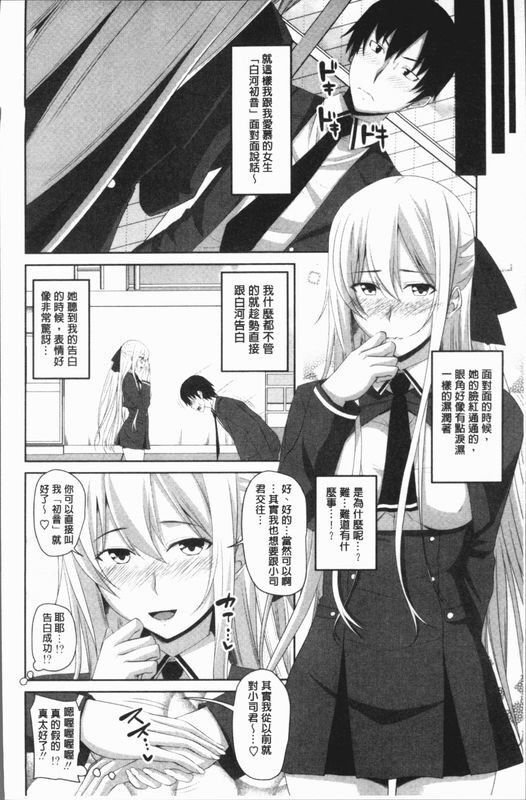 就這樣我跟我愛慕的女生
「白河初音」面對面說話～
ドキ
ドキ
ドキ
面對面的時候，
她的臉紅通通的，
眼角好像有點淚濕
一樣的濕潤著
我什麼都不管
的就趁勢直接
跟白河告白
她聽到我的告白
的時候，表情好
像非常驚訝…
是為什麼呢…?
難…難道有什
麼事…!?
好、好的…當然可以啊
…其實我也想要跟小司
君交往…
你可以直接叫
我「初音」就
好了～♡
耶耶…!?
告白成功!?
其實我從以前就
對小司君～…♡
嗯喔喔喔喔!!
真的假的!?
真太好了!!